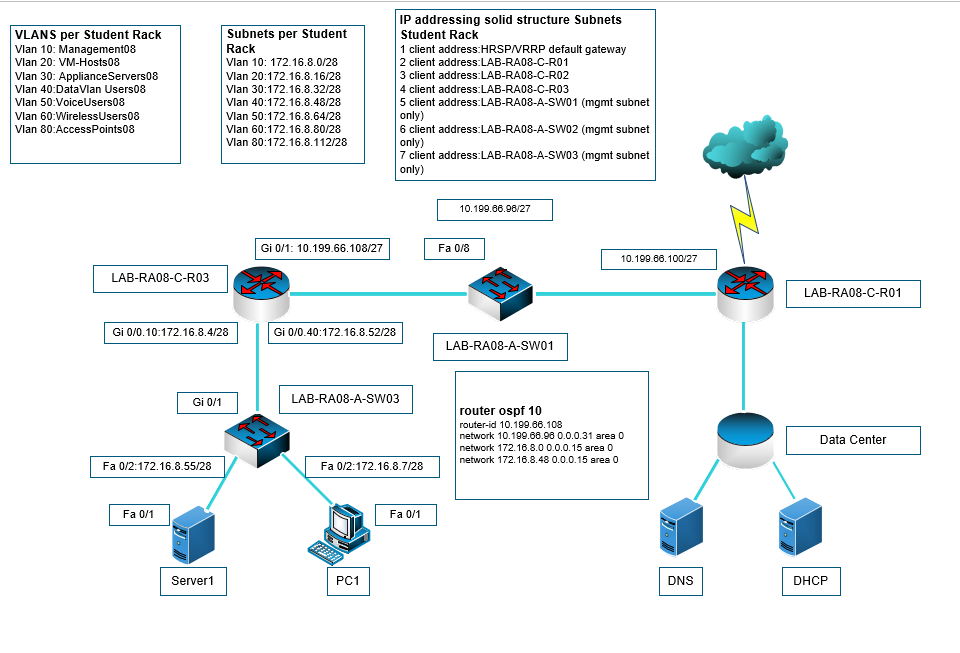 VLANS per Student Rack
Vlan 10: Management08
Vlan 20: VM-Hosts08
Vlan 30: ApplianceServers08
Vlan 40:DataVlan Users08
Vlan 50:VoiceUsers08
Vlan 60:WirelessUsers08
Vlan 80:AccessPoints08
Subnets per Student
Rack
Vlan 10: 172.16.8.0/28
Vlan 20:172.16.8.16/28
Vlan 30:172.16.8.32/28
Vlan 40:172.16.8.48/28
Vlan 50:172.16.8.64/28
Vlan 60:172.16.8.80/28
Vlan 80:172.16.8.112/28
IP addressing solid structure Subnets
Student Rack
1 client address:HRSP/VRRP default gateway
2 client address:LAB-RA08-C-R01
3 client address:LAB-RA08-C-R02
4 client address:LAB-RA08-C-R03
5 client address:LAB-RA08-A-SW01 (mgmt subnet
only)
6 client address:LAB-RA08-A-SW02 (mgmt subnet
only)
7 client address:LAB-RA08-A-SW03 (mgmt subnet
only)
10.199.66.96/27
Gi 0/1: 10.199.66.108/27
Fa 0/8
10.199.66.100/27
LAB-RA08-C-R03
LAB-RA08-C-R01
Gi 0/0.10:172.16.8.4/28
Gi 0/0.40:172.16.8.52/28
LAB-RA08-A-SW01
Gi 0/1
LAB-RA08-A-SW03
router ospf 10
router-id 10.199.66.108
network 10.199.66.96 0.0.0.31 area 0
network 172.16.8.0 0.0.0.15 area 0
network 172.16.8.48 0.0.0.15 area 0
Data Center
Fa 0/2:172.16.8.55/28
Fa 0/2:172.16.8.7/28
Fa 0/1
Fa 0/1
Server1
PC1
DNS
DHCP